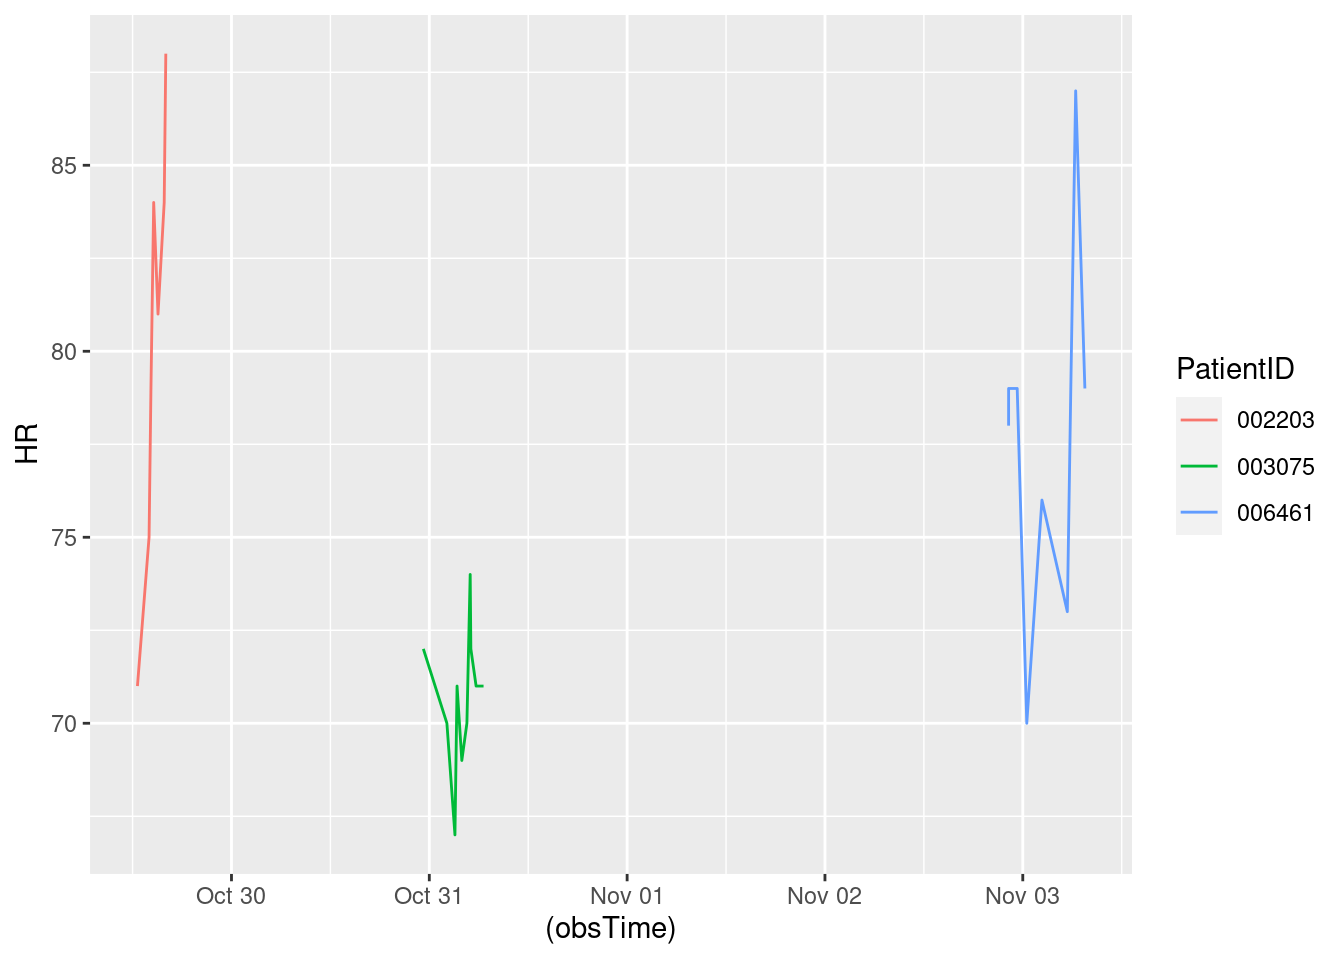 HR
85
80
75
70
Oct 30
Oct 31
Nov 01
Nov 02
Nov 03
(obsTime)
PatientID
002203
003075
006461